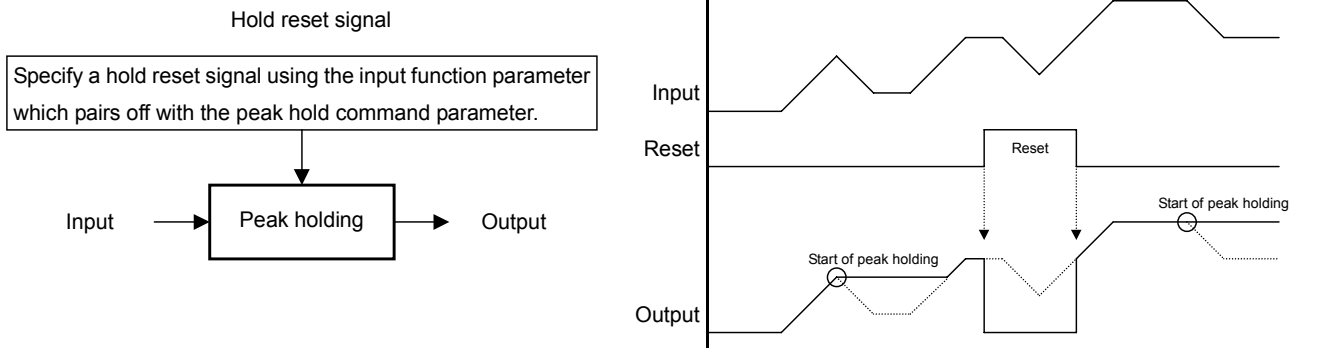 Hold reset signal
Specify a hold reset signal using the input function parameter
which pairs off with the peak hold command parameter.
Input
Peak holding
Output
Input
Reset
Reset
Start of peak holding
Start of peak holding
Output